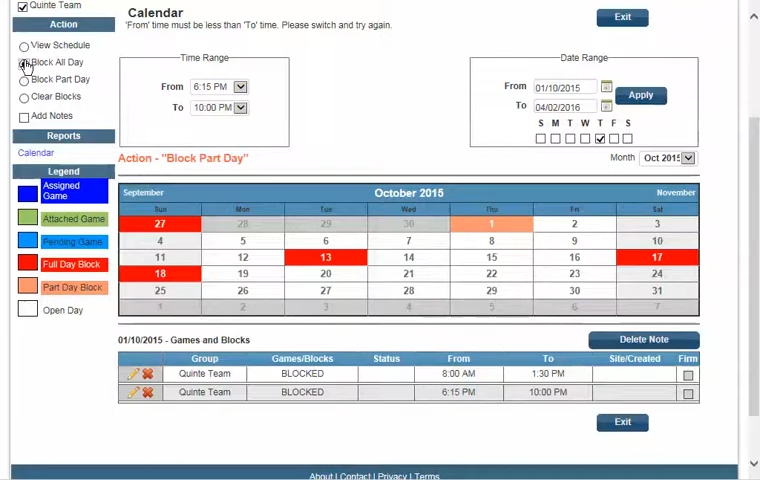 Quinte Team
Action
View Schedule
Block All Day
Block Part Day
Clear Blocks
Add Notes
Reports
Calendar
Legend
Assigned
Game
Attached Game
Pending Game
Full Day Block
Part Day Block
Open Day
Calendar
'From' time must be less than 'To' time. Please switch and try again.
Exit
Time Range
From 6:15 PM
To 10:00 PM
Date Range
From 01/10/2015
To 04/02/2016
Apply
S M T W T F S
Action - "Block Part Day"
Month Oct 2015
September October 2015 November
Sun Mon Tue Wed Thu Fri Sat
27 28 29 30 1 2 3
4 5 6 7 8 9 10
11 12 13 14 15 16 17
18 19 20 21 22 23 24
25 26 27 28 29 30 31
1 2 3 4 5 6 7
01/10/2015 - Games and Blocks
Delete Note
Group Games/Blocks Status From To Site/Created Firm
Quinte Team BLOCKED 8:00 AM 1:30 PM
Quinte Team BLOCKED 6:15 PM 10:00 PM
Exit
About | Contact | Privacy | Terms